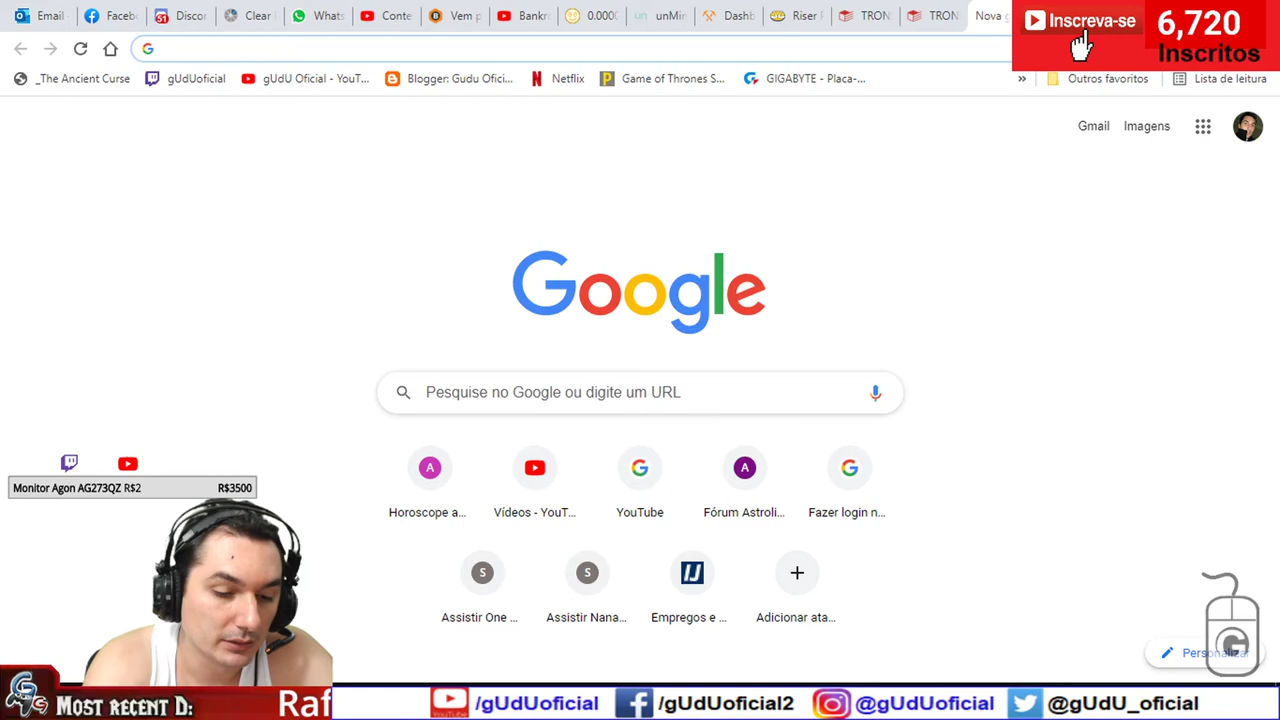 Email - Faceb Discor Clear Whats Conte Vem p Bankr 0.0000 unMin Dashb Riser TRON TRON Nova g
Inscreva-se
6,720
Inscritos
_The Ancient Curse gUdUoficial gUdU Oficial - YouT... Blogger: Gudu Ofici... Netflix Game of Thrones S... GIGABYTE - Placa-... » Outros favoritos Lista de leitura
Gmail Imagens
Google
Pesquise no Google ou digite um URL
A A
Horoscope a... Vídeos - YouT... YouTube Fórum Astroli... Fazer login n...
Monitor Agon AG273QZ R$2 R$3500
S S IJ +
Assistir One ... Assistir Nana... Empregos e ... Adicionar ata...
G
Personalizar
Most recent D: Raf
/gUdUoficial /gUdUoficial2 @gUdUoficial @gUdU_oficial